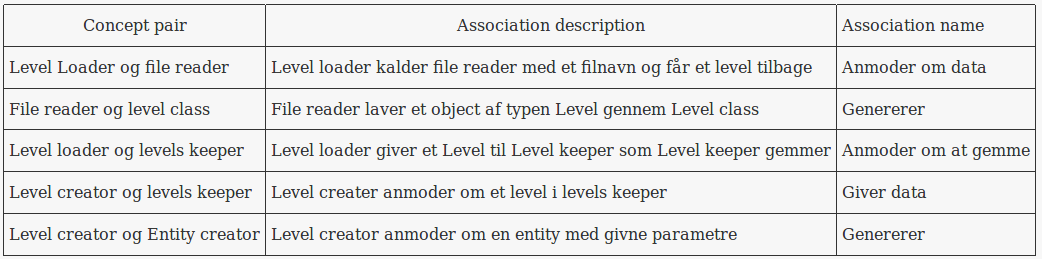 Concept pair Association description Association name
Level Loader og file reader Level loader kalder file reader med et filnavn og får et level tilbage Anmoder om data
File reader og level class File reader laver et object af typen Level gennem Level class Genererer
Level loader og levels keeper Level loader giver et Level til Level keeper som Level keeper gemmer Anmoder om at gemme
Level creator og levels keeper Level creater anmoder om et level i levels keeper Giver data
Level creator og Entity creator Level creator anmoder om en entity med givne parametre Genererer